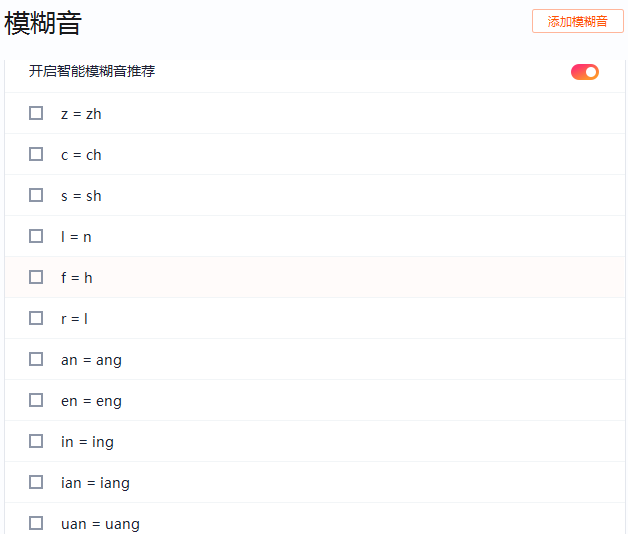 模糊音
添加模糊音
开启智能模糊音推荐
z = zh
c = ch
s = sh
l = n
f = h
r = l
an = ang
en = eng
in = ing
ian = iang
uan = uang